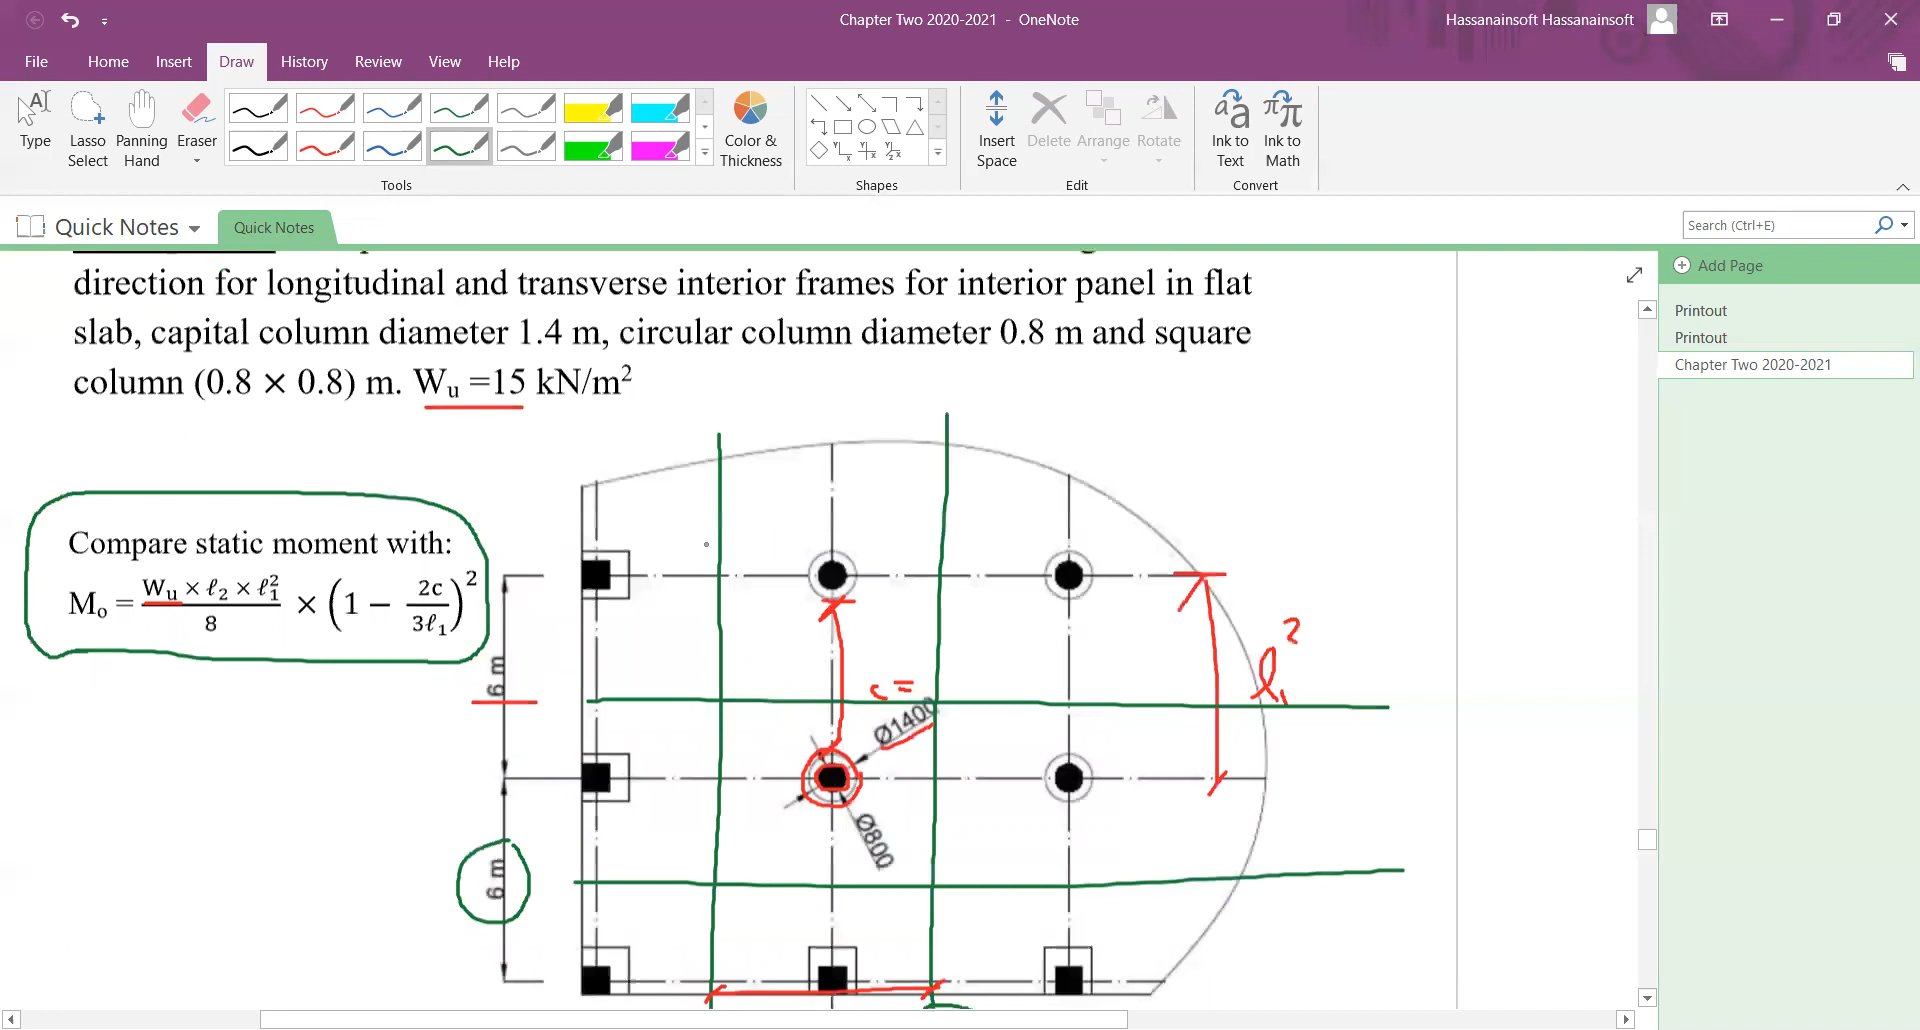 Chapter Two 2020-2021 - OneNote
Hassanainsoft Hassanainsoft
File Home Insert Draw History Review View Help
Type
Lasso Select
Panning Hand
Eraser
Color & Thickness
Insert Space
Delete
Arrange
Rotate
Ink to Text
Ink to Math
Tools
Shapes
Edit
Convert
Quick Notes
Quick Notes
Search (Ctrl+E)
Add Page
Printout
Printout
Chapter Two 2020-2021
direction for longitudinal and transverse interior frames for interior panel in flat
slab, capital column diameter 1.4 m, circular column diameter 0.8 m and square
column (0.8 × 0.8) m. Wu =15 kN/m²
Compare static moment with:
Mo = Wu × ℓ2 × ℓ1² / 8 × (1 − 2c / 3ℓ1)²
6 m
6 m
c =
Ø1400
Ø800
ℓ1²